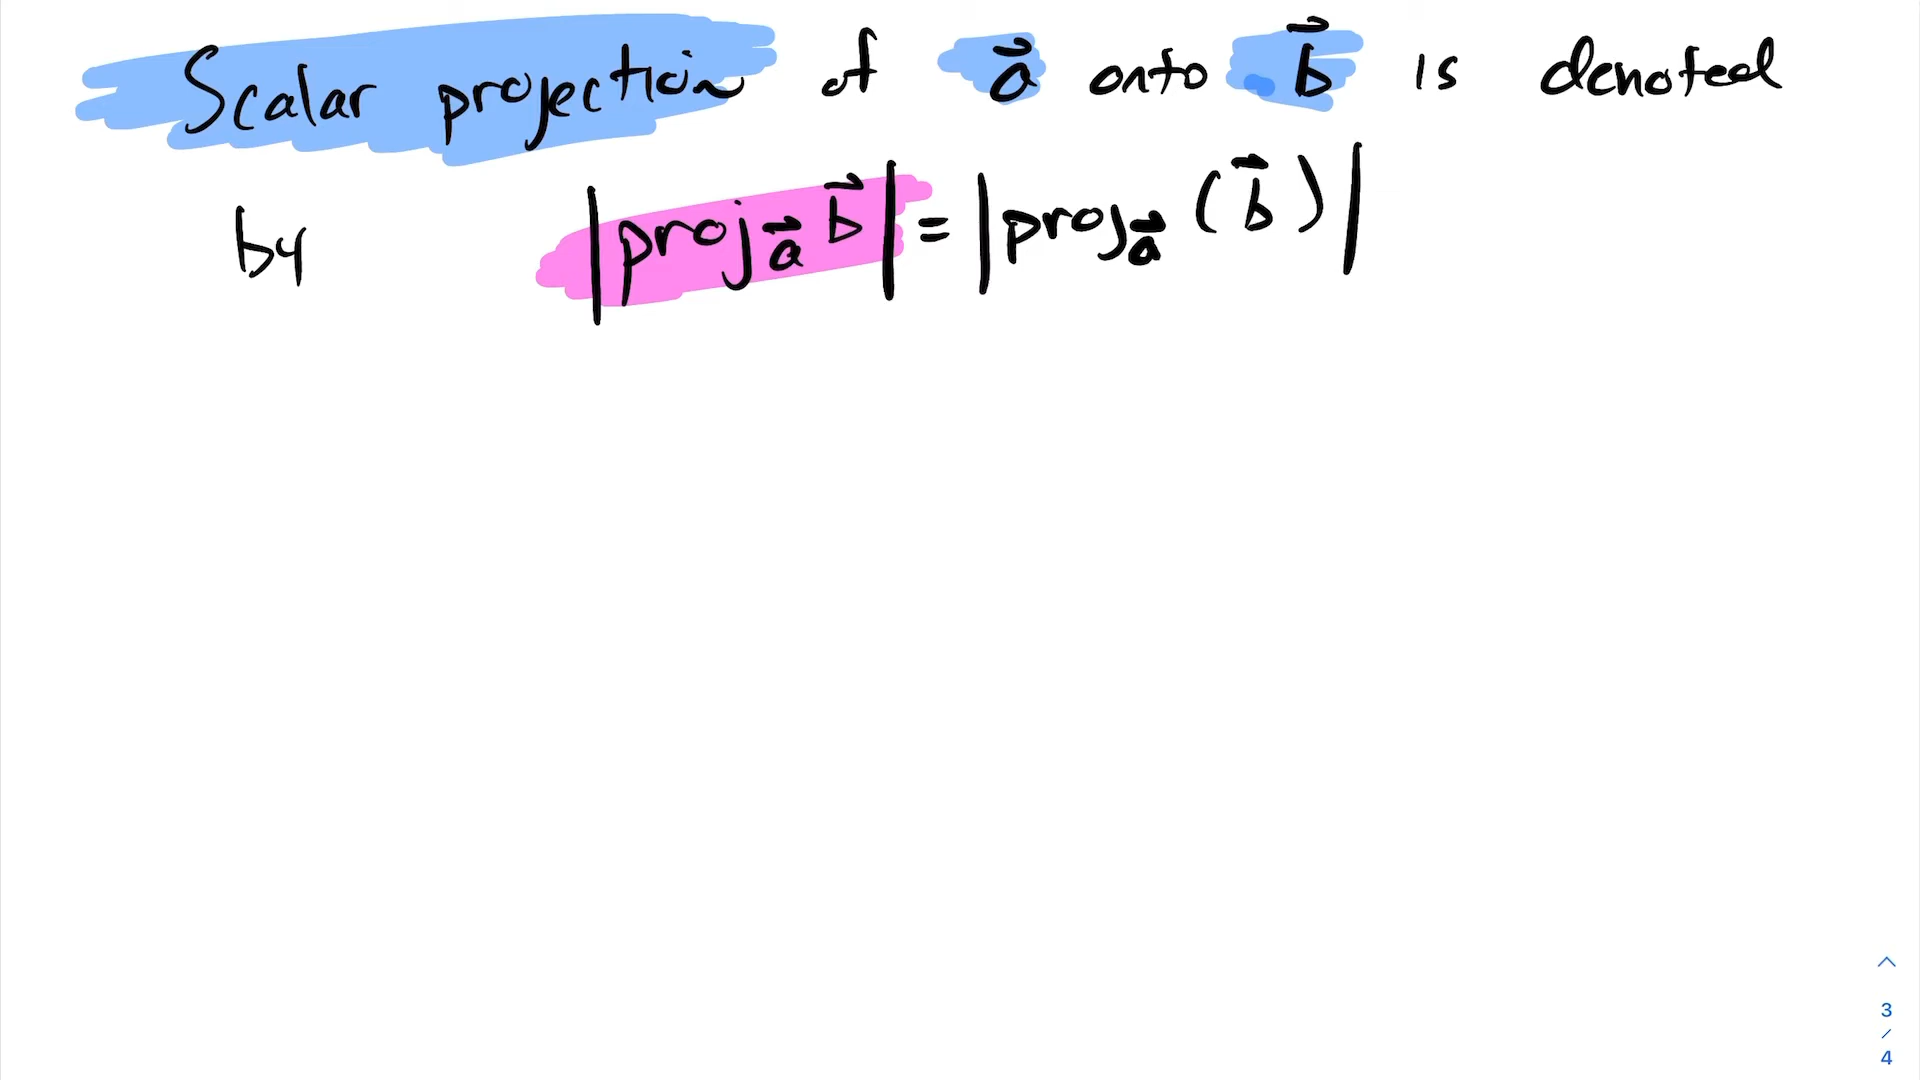 Scalar projection of a⃗ onto b⃗ is denoted
by |proj_a⃗ b⃗| = |proj_a⃗ (b⃗)|
3
/
4